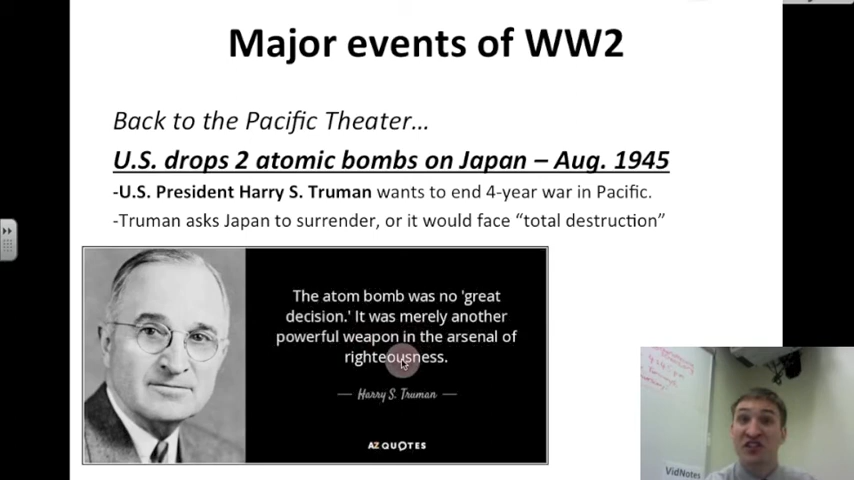 Major events of WW2
Back to the Pacific Theater…
U.S. drops 2 atomic bombs on Japan – Aug. 1945
-U.S. President Harry S. Truman wants to end 4-year war in Pacific.
-Truman asks Japan to surrender, or it would face “total destruction”
The atom bomb was no 'great
decision.' It was merely another
powerful weapon in the arsenal of
righteousness.
— Harry S. Truman —
AZ QUOTES
VidNotes